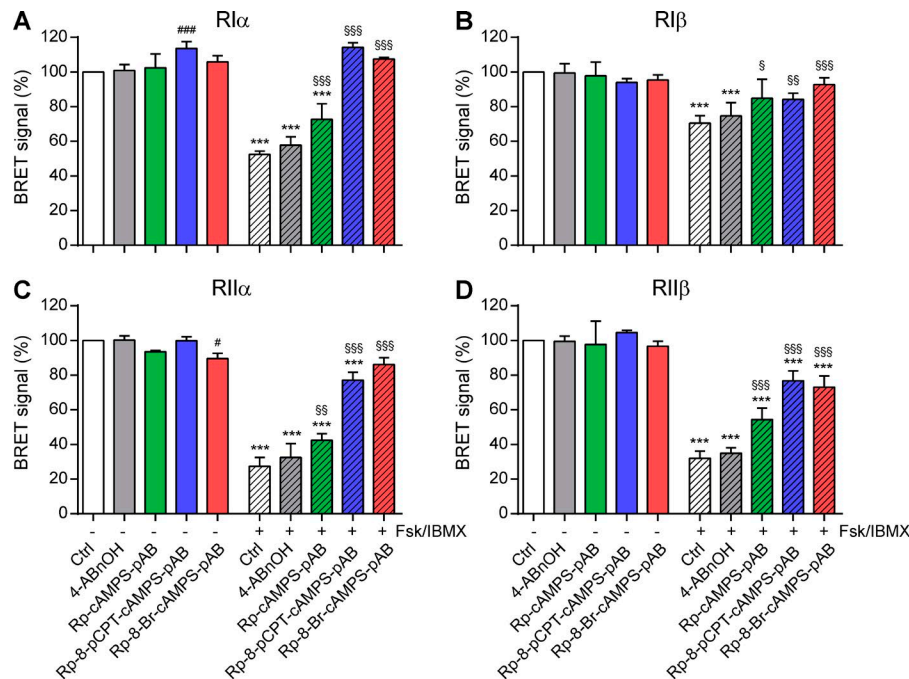 A RIα
BRET signal (%)
120
100
80
60
40
20
0
###
***
***
§§§
***
§§§
§§§
B RIβ
BRET signal (%)
120
100
80
60
40
20
0
***
***
§
§§
§§§
C RIIα
BRET signal (%)
120
100
80
60
40
20
0
#
***
***
§§
***
§§§
***
§§§
- - - - - + + + + + Fsk/IBMX
Ctrl
4-ABnOH
Rp-cAMPS-pAB
Rp-8-pCPT-cAMPS-pAB
Rp-8-Br-cAMPS-pAB
Ctrl
4-ABnOH
Rp-cAMPS-pAB
Rp-8-pCPT-cAMPS-pAB
Rp-8-Br-cAMPS-pAB
D RIIβ
BRET signal (%)
120
100
80
60
40
20
0
***
***
§§§
***
§§§
***
§§§
***
- - - - - + + + + + Fsk/IBMX
Ctrl
4-ABnOH
Rp-cAMPS-pAB
Rp-8-pCPT-cAMPS-pAB
Rp-8-Br-cAMPS-pAB
Ctrl
4-ABnOH
Rp-cAMPS-pAB
Rp-8-pCPT-cAMPS-pAB
Rp-8-Br-cAMPS-pAB